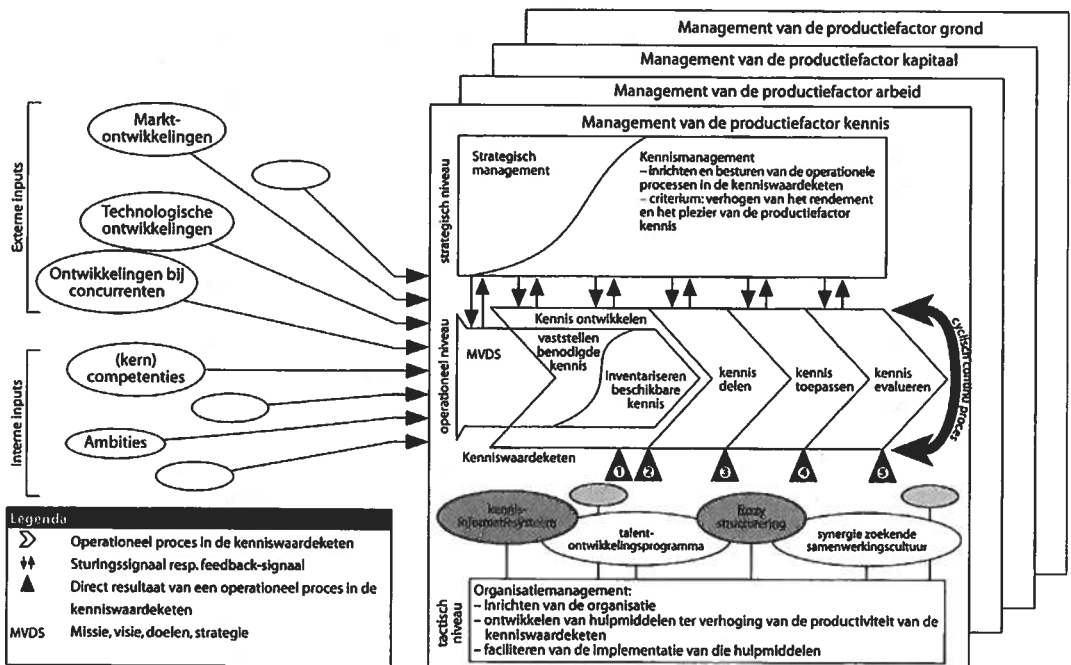 Management van de productiefactor grond
Management van de productiefactor kapitaal
Management van de productiefactor arbeid
Management van de productiefactor kennis
Externe inputs
Markt-
ontwikkelingen
Technologische
ontwikkelingen
Ontwikkelingen bij
concurrenten
Interne inputs
(kern)
competenties
Ambities
strategisch niveau
Strategisch
management
Kennismanagement
– inrichten en besturen van de operationele
processen in de kenniswaardeketen
– criterium: verhogen van het rendement
en het plezier van de productiefactor
kennis
operationeel niveau
MVDS
Kennis ontwikkelen
vaststellen
benodigde
kennis
Inventariseren
beschikbare
kennis
kennis
delen
kennis
toepassen
kennis
evalueren
cyclisch continu proces
Kenniswaardeketen
1 2 3 4 5
kennis-
informatiesysteem
talent-
ontwikkelingsprogramma
fuzzy
structurering
synergie zoekende
samenwerkingscultuur
tactisch
niveau
Organisatiemanagement:
– Inrichten van de organisatie
– ontwikkelen van hulpmiddelen ter verhoging van de productiviteit van de
kenniswaardeketen
– faciliteren van de implementatie van die hulpmiddelen
Legenda
Operationeel proces in de kenniswaardeketen
Sturingssignaal resp. feedback-signaal
Direct resultaat van een operationeel proces in de
kenniswaardeketen
MVDS Missie, visie, doelen, strategie